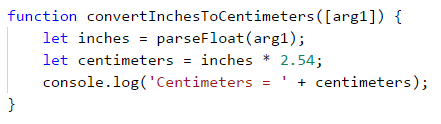 function convertInchesToCentimeters([arg1]) {
    let inches = parseFloat(arg1);
    let centimeters = inches * 2.54;
    console.log('Centimeters = ' + centimeters);
}